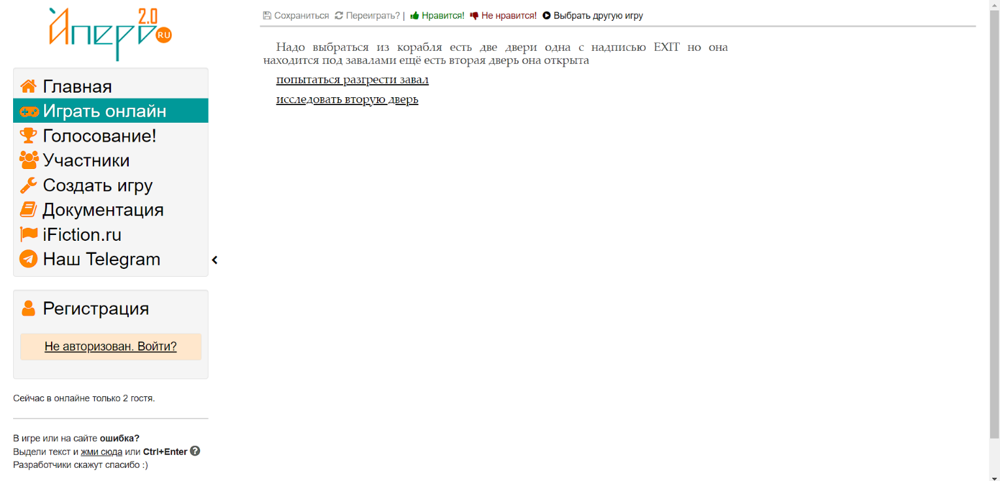 Йперо 2.0 RU
Сохраниться Переиграть? | Нравится! Не нравится! Выбрать другую игру
Главная
Играть онлайн
Голосование!
Участники
Создать игру
Документация
iFiction.ru
Наш Telegram
Регистрация
Не авторизован. Войти?
Сейчас в онлайне только 2 гостя.
В игре или на сайте ошибка?
Выдели текст и жми сюда или Ctrl+Enter ?
Разработчики скажут спасибо :)
Надо выбраться из корабля есть две двери одна с надписью EXIT но она
находится под завалами ещё есть вторая дверь она открыта
попытаться разгрести завал
исследовать вторую дверь